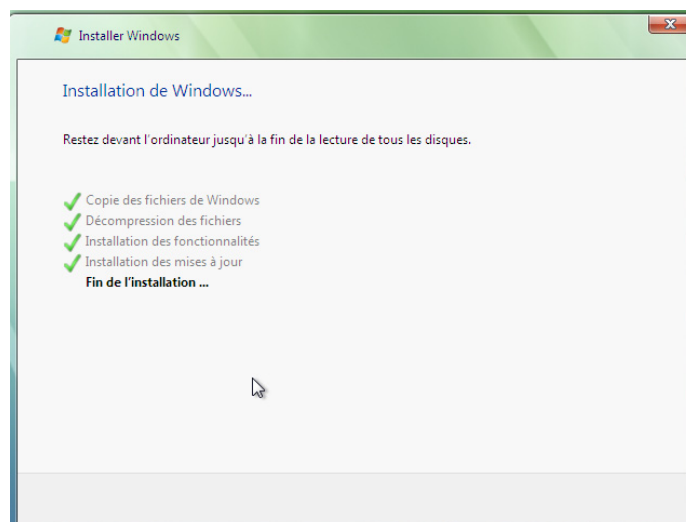 Installer Windows
Installation de Windows...
Restez devant l'ordinateur jusqu'à la fin de la lecture de tous les disques.
Copie des fichiers de Windows
Décompression des fichiers
Installation des fonctionnalités
Installation des mises à jour
Fin de l'installation ...